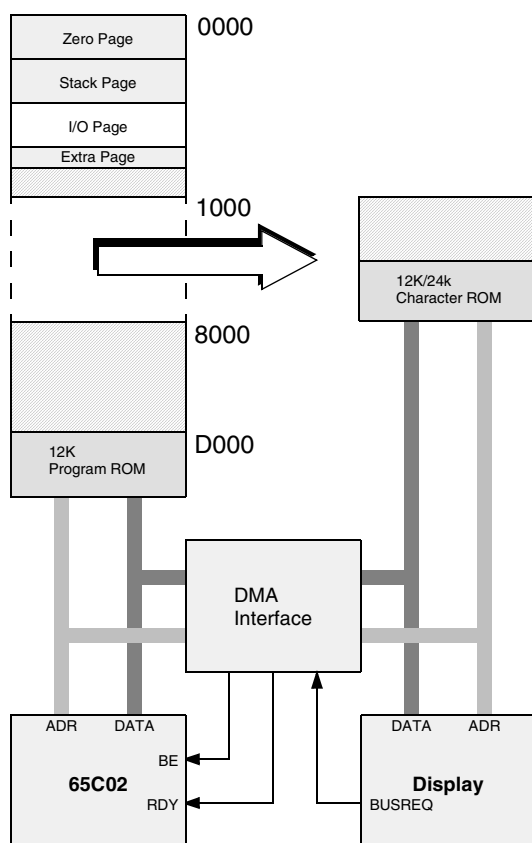 0000
Zero Page
Stack Page
I/O Page
Extra Page
1000
12K/24k
Character ROM
8000
D000
12K
Program ROM
DMA
Interface
ADR
DATA
DATA
ADR
BE
65C02
Display
RDY
BUSREQ